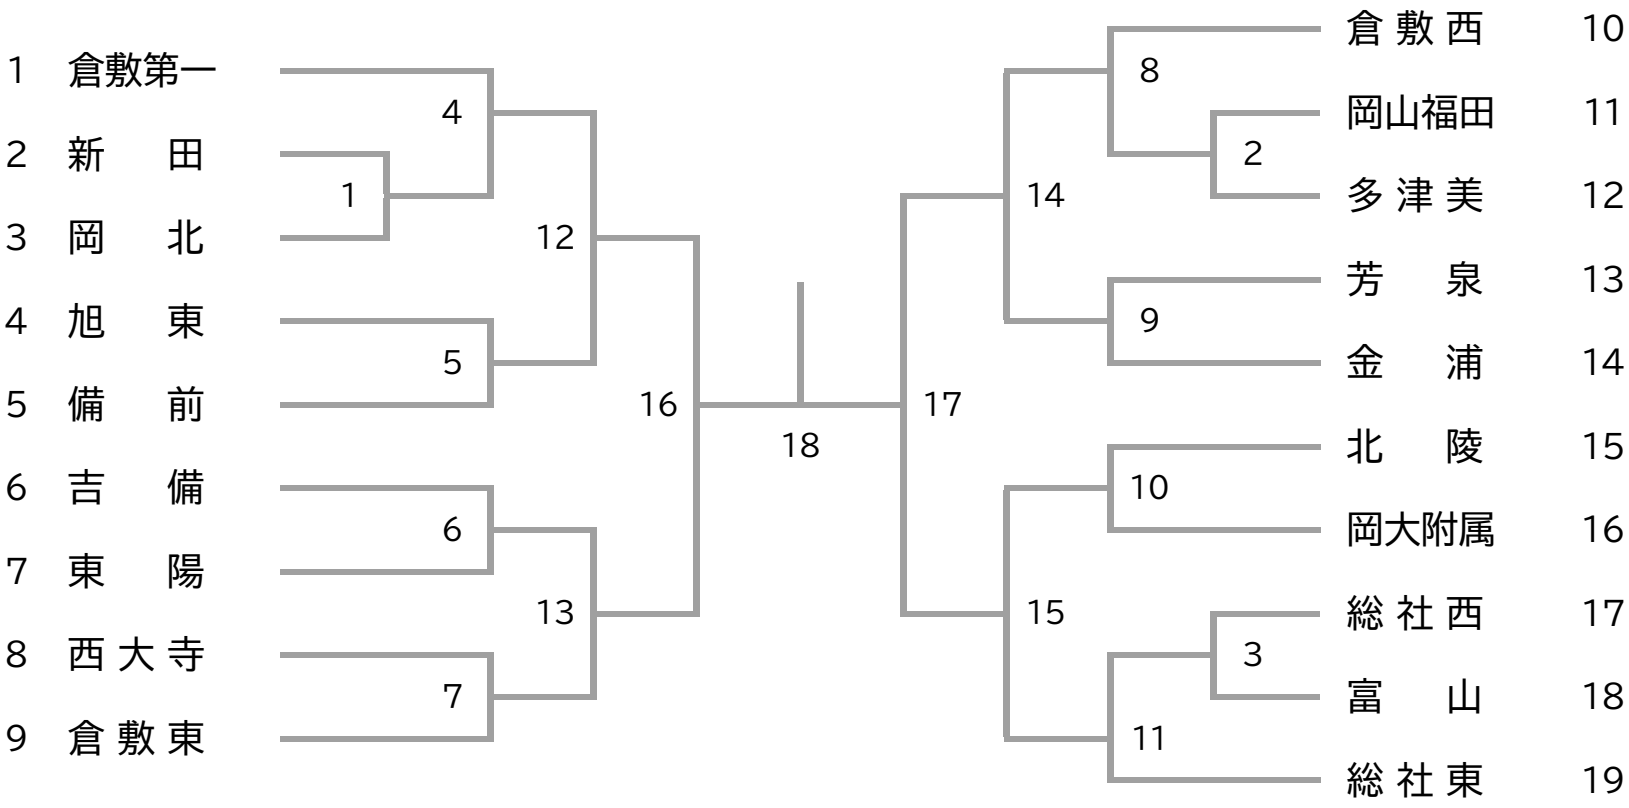 1 倉敷第一
4
2 新 田
1
3 岡 北
12
4 旭 東
5
5 備 前
16
6 吉 備
6
7 東 陽
13
8 西 大 寺
7
9 倉 敷 東
18
倉 敷 西 10
8
岡山福田 11
2
多 津 美 12
14
芳 泉 13
9
金 浦 14
17
北 陵 15
10
岡大附属 16
15
総 社 西 17
3
富 山 18
11
総 社 東 19